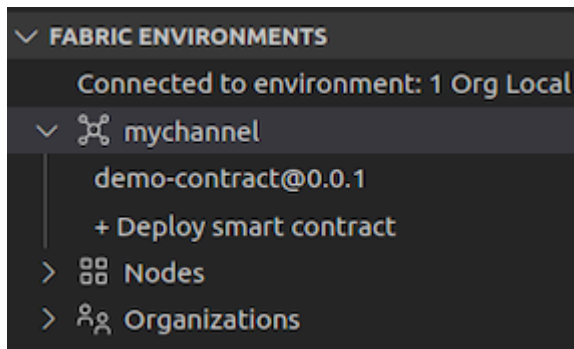 FABRIC ENVIRONMENTS
Connected to environment: 1 Org Local
mychannel
demo-contract@0.0.1
+ Deploy smart contract
Nodes
Organizations